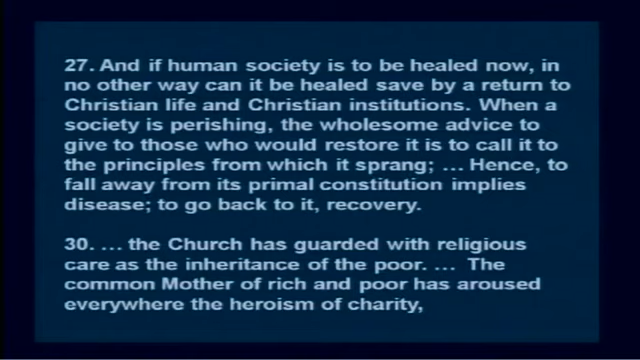 27. And if human society is to be healed now, in
no other way can it be healed save by a return to
Christian life and Christian institutions. When a
society is perishing, the wholesome advice to
give to those who would restore it is to call it to
the principles from which it sprang; ... Hence, to
fall away from its primal constitution implies
disease; to go back to it, recovery.
30. ... the Church has guarded with religious
care as the inheritance of the poor. ... The
common Mother of rich and poor has aroused
everywhere the heroism of charity,